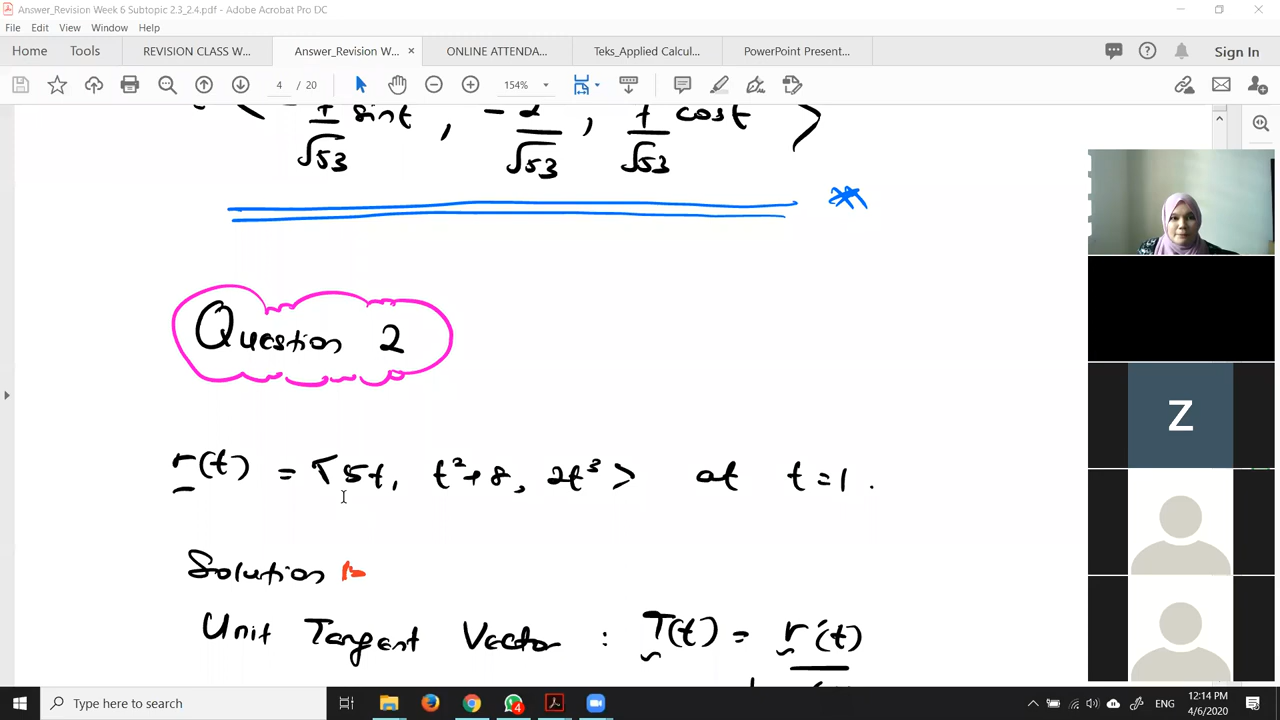 Answer_Revision Week 6 Subtopic 2.3_2.4.pdf - Adobe Acrobat Pro DC
File Edit View Window Help
Home Tools REVISION CLASS W... Answer_Revision W... × ONLINE ATTENDA... Teks_Applied Calcul... PowerPoint Present... Sign In
4 / 20 154%
sint , - , cost >
√53 √53 √53
Question 2
r(t) = < 5t, t²+8, 2t³ > at t=1.
Solution
Unit Tangent Vector : T(t) = r'(t)
Z
Type here to search
4
ENG
12:14 PM
4/6/2020